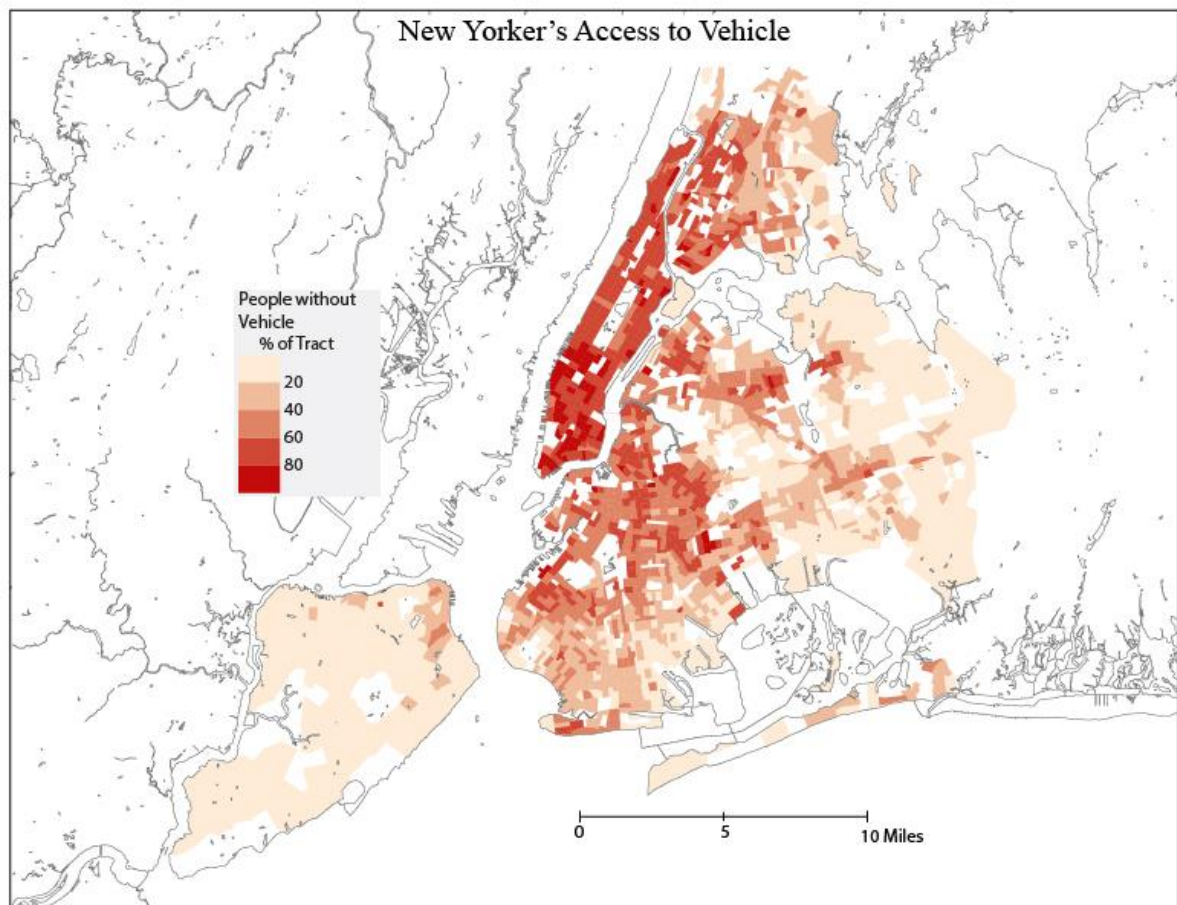 New Yorker's Access to Vehicle
People without
Vehicle
% of Tract
20
40
60
80
0 5 10 Miles